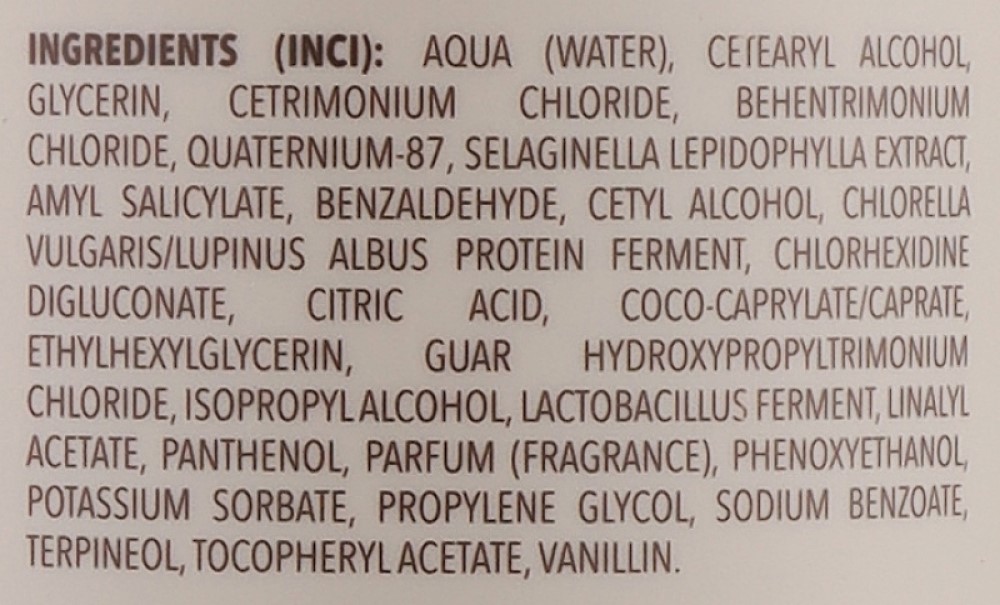 INGREDIENTS (INCI): AQUA (WATER), CETEARYL ALCOHOL,
GLYCERIN, CETRIMONIUM CHLORIDE, BEHENTRIMONIUM
CHLORIDE, QUATERNIUM-87, SELAGINELLA LEPIDOPHYLLA EXTRACT,
AMYL SALICYLATE, BENZALDEHYDE, CETYL ALCOHOL, CHLORELLA
VULGARIS/LUPINUS ALBUS PROTEIN FERMENT, CHLORHEXIDINE
DIGLUCONATE, CITRIC ACID, COCO-CAPRYLATE/CAPRATE,
ETHYLHEXYLGLYCERIN, GUAR HYDROXYPROPYLTRIMONIUM
CHLORIDE, ISOPROPYL ALCOHOL, LACTOBACILLUS FERMENT, LINALYL
ACETATE, PANTHENOL, PARFUM (FRAGRANCE), PHENOXYETHANOL,
POTASSIUM SORBATE, PROPYLENE GLYCOL, SODIUM BENZOATE,
TERPINEOL, TOCOPHERYL ACETATE, VANILLIN.